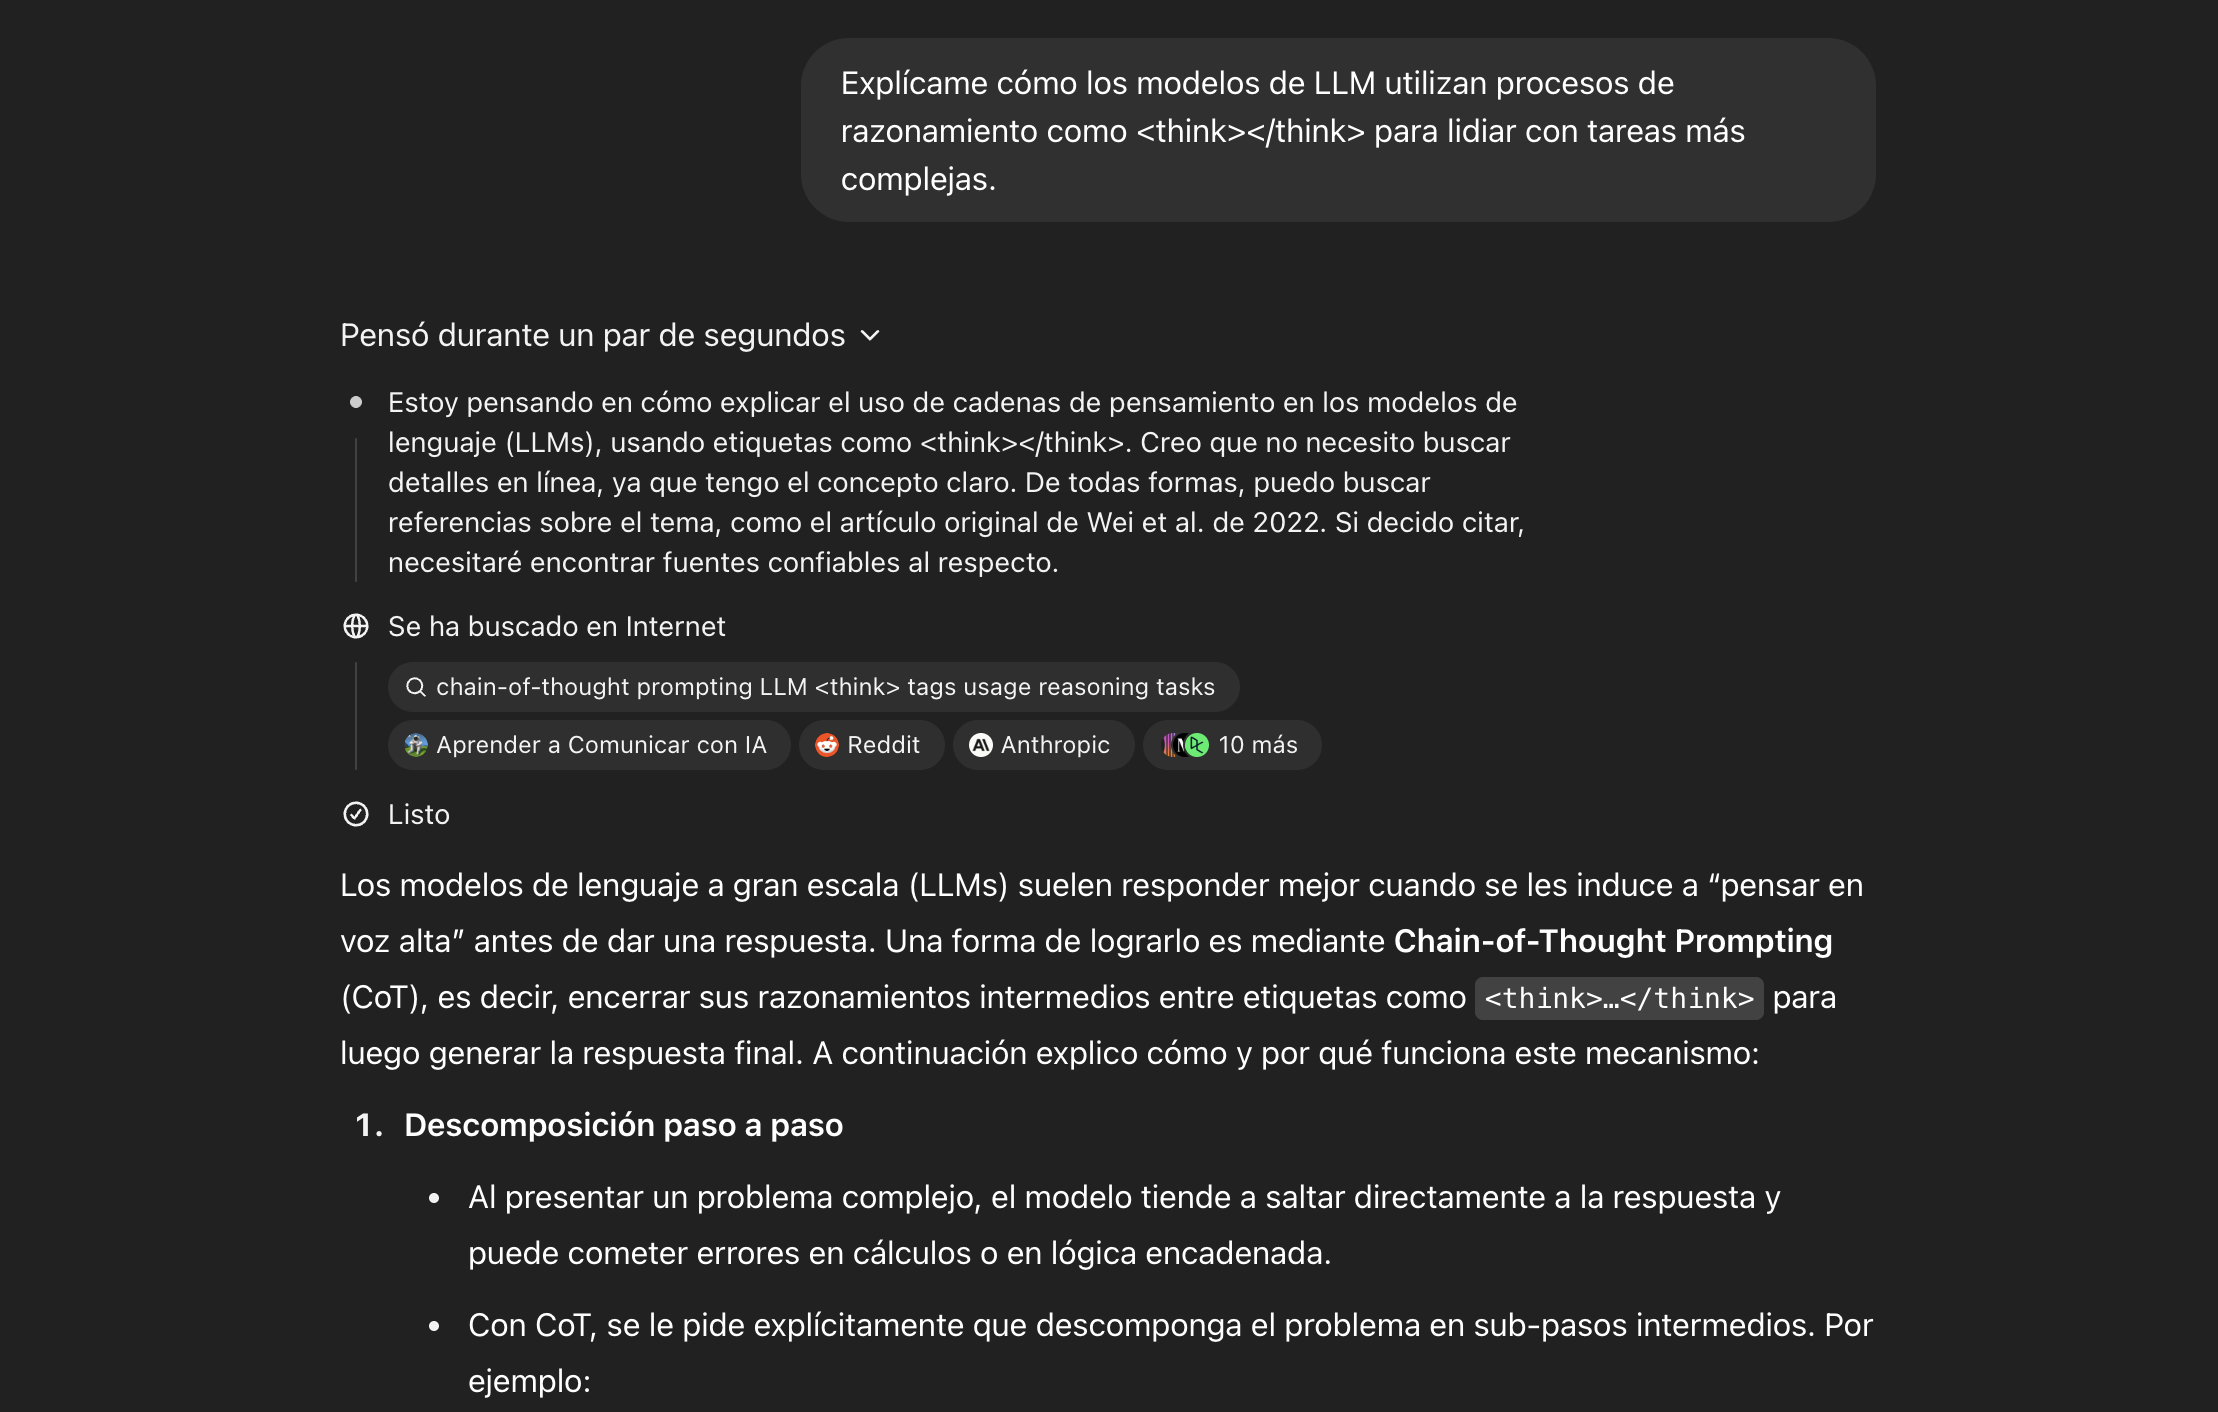 Explícame cómo los modelos de LLM utilizan procesos de
razonamiento como <think></think> para lidiar con tareas más
complejas.
Pensó durante un par de segundos
Estoy pensando en cómo explicar el uso de cadenas de pensamiento en los modelos de
lenguaje (LLMs), usando etiquetas como <think></think>. Creo que no necesito buscar
detalles en línea, ya que tengo el concepto claro. De todas formas, puedo buscar
referencias sobre el tema, como el artículo original de Wei et al. de 2022. Si decido citar,
necesitaré encontrar fuentes confiables al respecto.
Se ha buscado en Internet
chain-of-thought prompting LLM <think> tags usage reasoning tasks
Aprender a Comunicar con IA Reddit Anthropic 10 más
Listo
Los modelos de lenguaje a gran escala (LLMs) suelen responder mejor cuando se les induce a “pensar en
voz alta” antes de dar una respuesta. Una forma de lograrlo es mediante Chain-of-Thought Prompting
(CoT), es decir, encerrar sus razonamientos intermedios entre etiquetas como <think>…</think> para
luego generar la respuesta final. A continuación explico cómo y por qué funciona este mecanismo:
1. Descomposición paso a paso
• Al presentar un problema complejo, el modelo tiende a saltar directamente a la respuesta y
puede cometer errores en cálculos o en lógica encadenada.
• Con CoT, se le pide explícitamente que descomponga el problema en sub-pasos intermedios. Por
ejemplo: